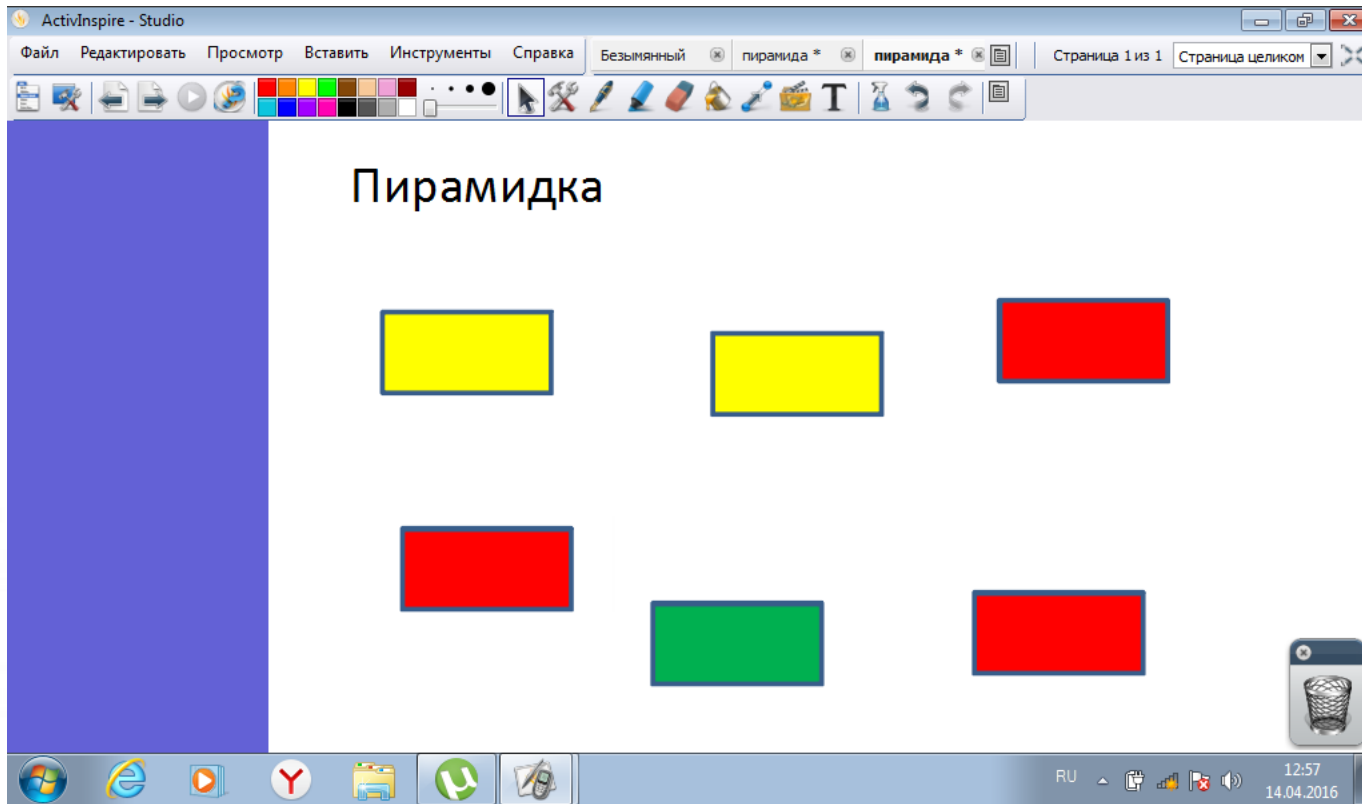 ActivInspire - Studio
Файл Редактировать Просмотр Вставить Инструменты Справка Безымянный пирамида * пирамида * Страница 1 из 1 Страница целиком
Пирамидка
RU 12:57
14.04.2016